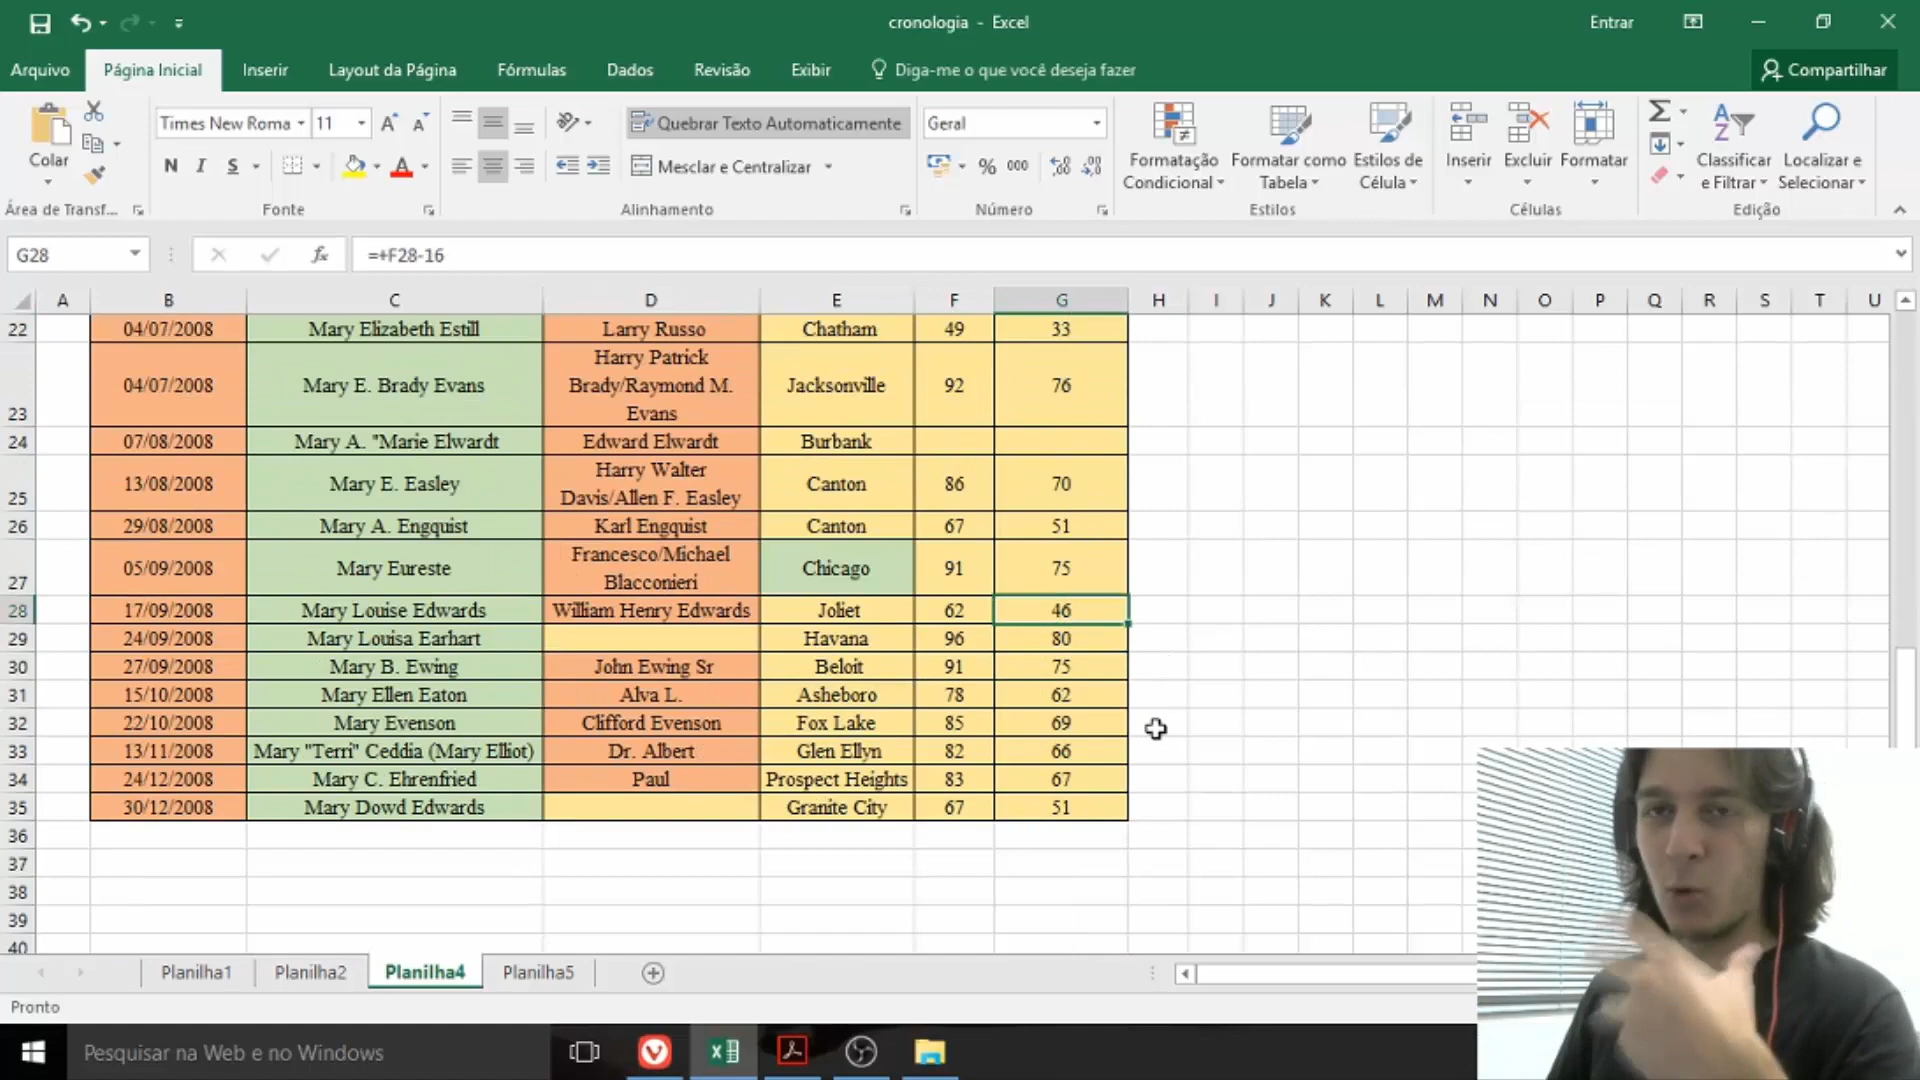 cronologia - Excel
Entrar
Arquivo
Página Inicial
Inserir
Layout da Página
Fórmulas
Dados
Revisão
Exibir
Diga-me o que você deseja fazer
Compartilhar
Colar
Times New Roma
11
N I S
Quebrar Texto Automaticamente
Mesclar e Centralizar
Geral
% 000
Formatação Condicional
Formatar como Tabela
Estilos de Célula
Inserir
Excluir
Formatar
Classificar e Filtrar
Localizar e Selecionar
Área de Transf...
Fonte
Alinhamento
Número
Estilos
Células
Edição
G28
fx
=+F28-16
A B C D E F G H I J K L M N O P Q R S T U
22 04/07/2008 Mary Elizabeth Estill Larry Russo Chatham 49 33
23 04/07/2008 Mary E. Brady Evans Harry Patrick Brady/Raymond M. Evans Jacksonville 92 76
24 07/08/2008 Mary A. "Marie Elwardt Edward Elwardt Burbank
25 13/08/2008 Mary E. Easley Harry Walter Davis/Allen F. Easley Canton 86 70
26 29/08/2008 Mary A. Engquist Karl Engquist Canton 67 51
27 05/09/2008 Mary Eureste Francesco/Michael Blacconieri Chicago 91 75
28 17/09/2008 Mary Louise Edwards William Henry Edwards Joliet 62 46
29 24/09/2008 Mary Louisa Earhart Havana 96 80
30 27/09/2008 Mary B. Ewing John Ewing Sr Beloit 91 75
31 15/10/2008 Mary Ellen Eaton Alva L. Asheboro 78 62
32 22/10/2008 Mary Evenson Clifford Evenson Fox Lake 85 69
33 13/11/2008 Mary "Terri" Ceddia (Mary Elliot) Dr. Albert Glen Ellyn 82 66
34 24/12/2008 Mary C. Ehrenfried Paul Prospect Heights 83 67
35 30/12/2008 Mary Dowd Edwards Granite City 67 51
36
37
38
39
40
Planilha1
Planilha2
Planilha4
Planilha5
Pronto
Pesquisar na Web e no Windows